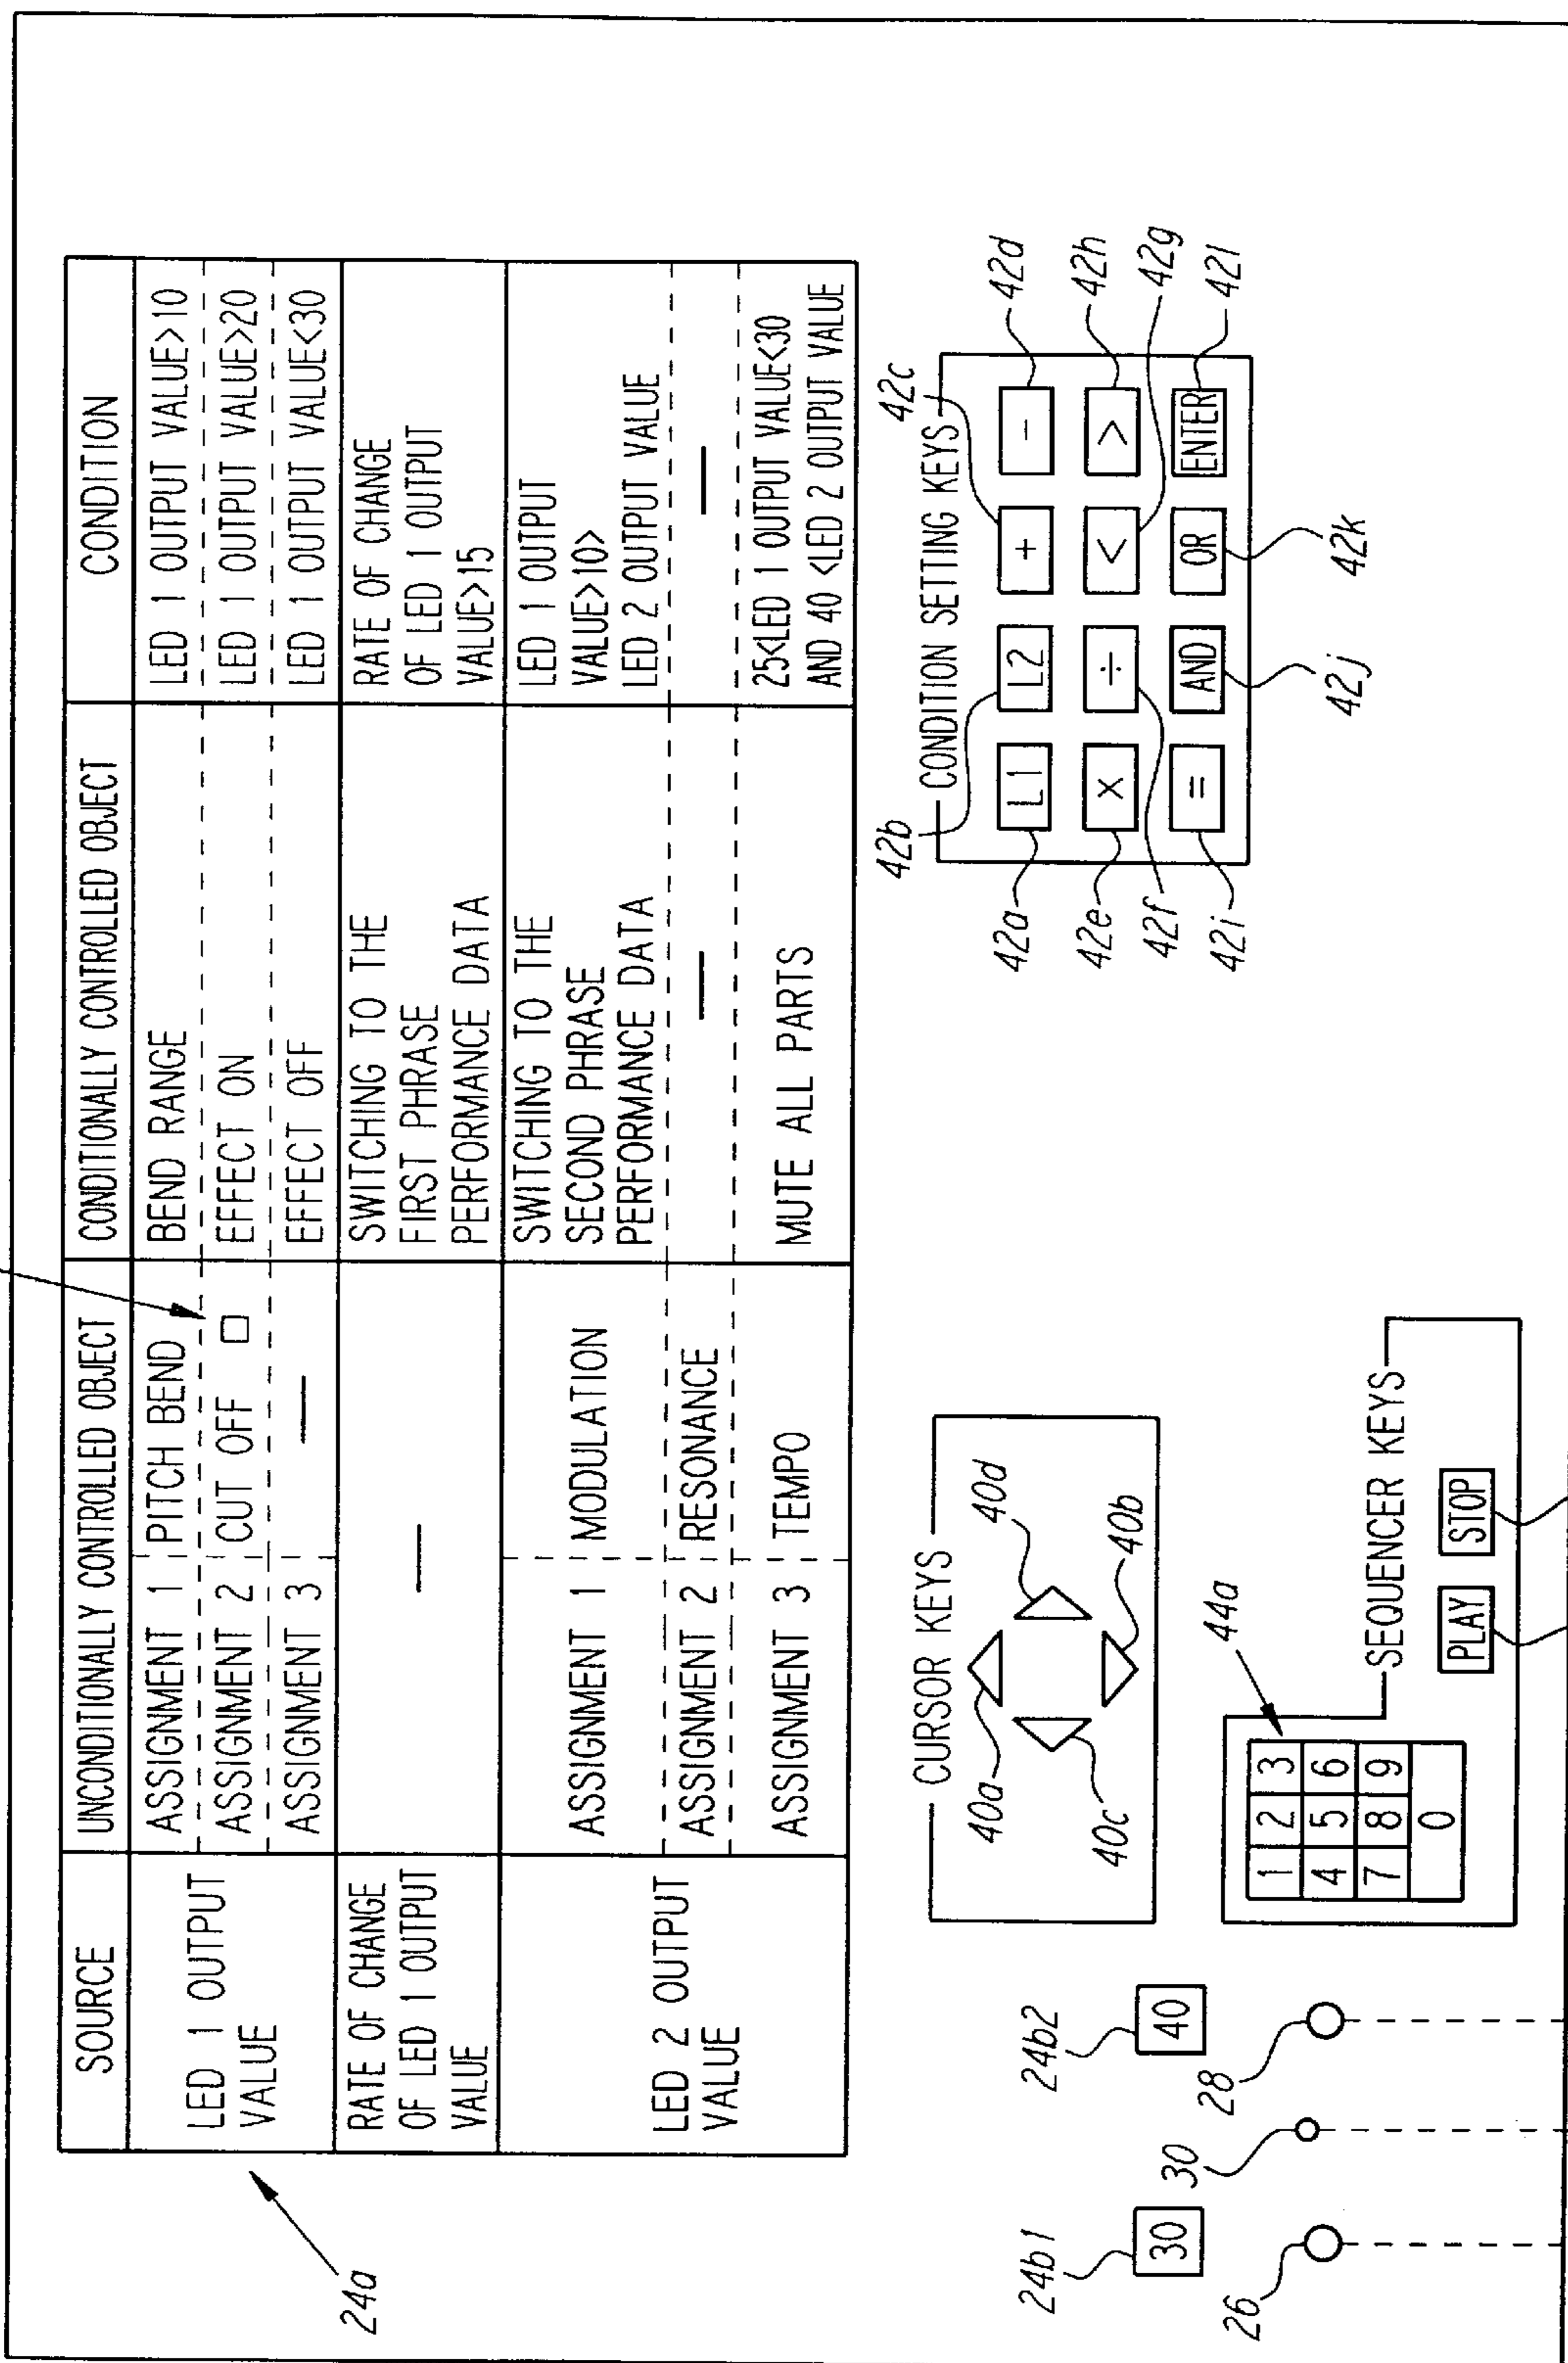 SOURCE
UNCONDITIONALLY CONTROLLED OBJECT
CONDITIONALLY CONTROLLED OBJECT
CONDITION
LED 1 OUTPUT
VALUE
ASSIGNMENT 1
PITCH BEND
BEND RANGE
LED 1 OUTPUT VALUE>10
ASSIGNMENT 2
CUT OFF
EFFECT ON
LED 1 OUTPUT VALUE>20
ASSIGNMENT 3
—
EFFECT OFF
LED 1 OUTPUT VALUE<30
RATE OF CHANGE
OF LED 1 OUTPUT
VALUE
—
SWITCHING TO THE
FIRST PHRASE
PERFORMANCE DATA
RATE OF CHANGE
OF LED 1 OUTPUT
VALUE>15
LED 2 OUTPUT
VALUE
ASSIGNMENT 1
MODULATION
SWITCHING TO THE
SECOND PHRASE
PERFORMANCE DATA
LED 1 OUTPUT
VALUE>10>
LED 2 OUTPUT VALUE
ASSIGNMENT 2
RESONANCE
—
—
ASSIGNMENT 3
TEMPO
MUTE ALL PARTS
25<LED 1 OUTPUT VALUE<30
AND 40 <LED 2 OUTPUT VALUE
24a
24b1
30
24b2
40
26
30
28
CURSOR KEYS
40a
40d
40c
40b
44a
1 2 3
4 5 6
7 8 9
0
SEQUENCER KEYS
PLAY
STOP
CONDITION SETTING KEYS
42b
42c
42a
L1
L2
+
-
42d
42e
×
÷
<
>
42h
42f
42g
42i
=
AND
OR
ENTER
42l
42j
42k